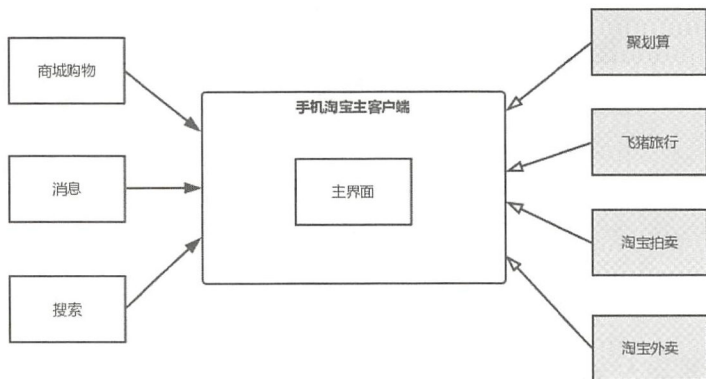 商城购物
消息
搜索
手机淘宝主客户端
主界面
聚划算
飞猪旅行
淘宝拍卖
淘宝外卖